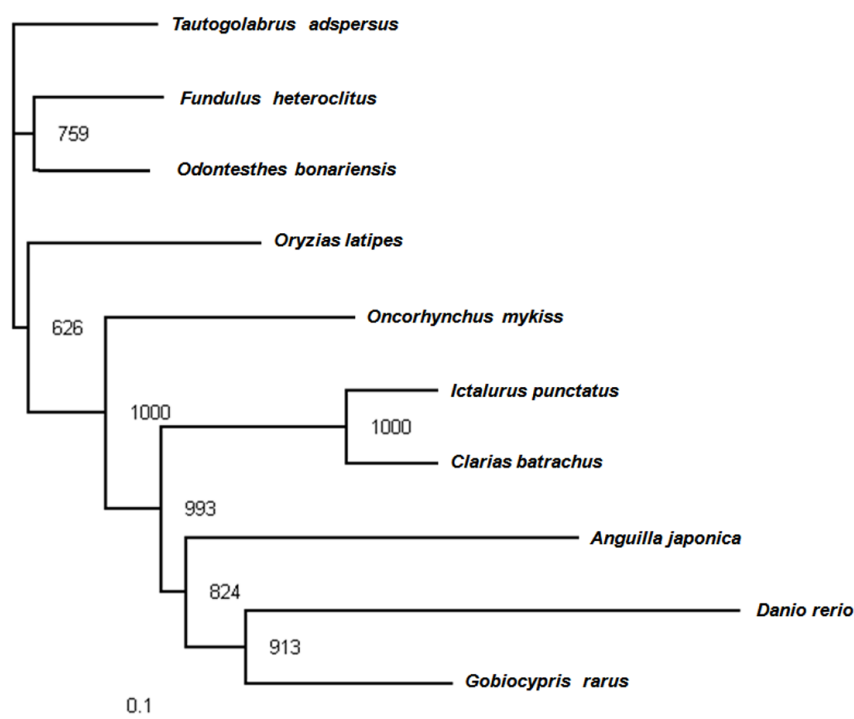 Tautogolabrus adspersus
Fundulus heteroclitus
759
Odontesthes bonariensis
Oryzias latipes
626
Oncorhynchus mykiss
Ictalurus punctatus
1000
1000
Clarias batrachus
993
Anguilla japonica
824
Danio rerio
913
Gobiocypris rarus
0.1